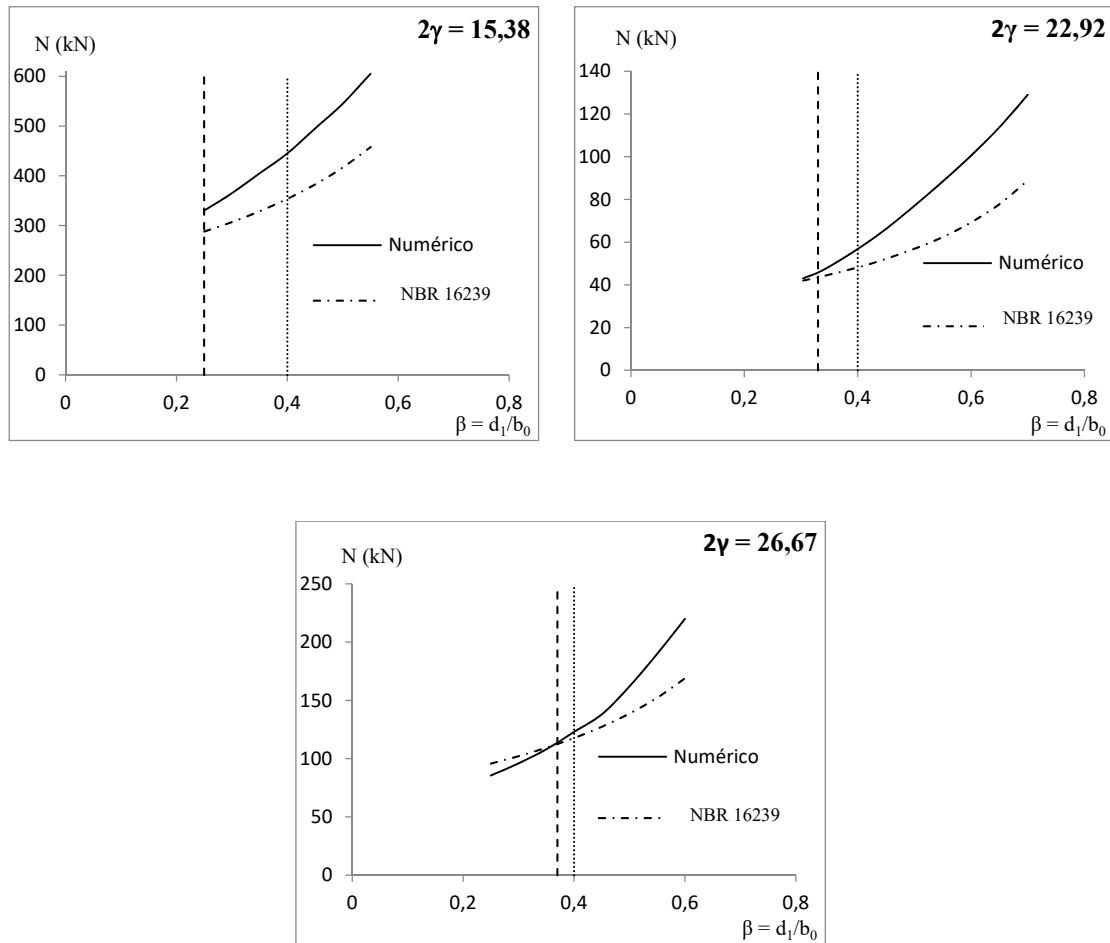 2γ = 15,38
N (kN)
600
500
400
300
200
100
0
Numérico
NBR 16239
0 0,2 0,4 0,6 0,8
β = d₁/b₀
2γ = 22,92
N (kN)
140
120
100
80
60
40
20
0
Numérico
NBR 16239
0 0,2 0,4 0,6 0,8
β = d₁/b₀
2γ = 26,67
N (kN)
250
200
150
100
50
0
Numérico
NBR 16239
0 0,2 0,4 0,6 0,8
β = d₁/b₀